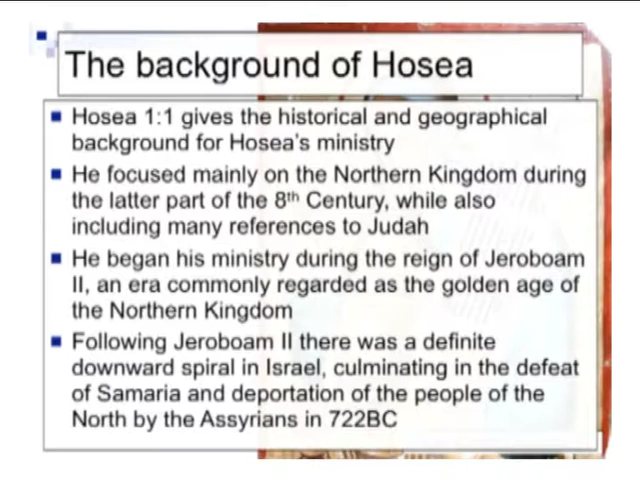 The background of Hosea
Hosea 1:1 gives the historical and geographical
background for Hosea's ministry
He focused mainly on the Northern Kingdom during
the latter part of the 8th Century, while also
including many references to Judah
He began his ministry during the reign of Jeroboam
II, an era commonly regarded as the golden age of
the Northern Kingdom
Following Jeroboam II there was a definite
downward spiral in Israel, culminating in the defeat
of Samaria and deportation of the people of the
North by the Assyrians in 722BC